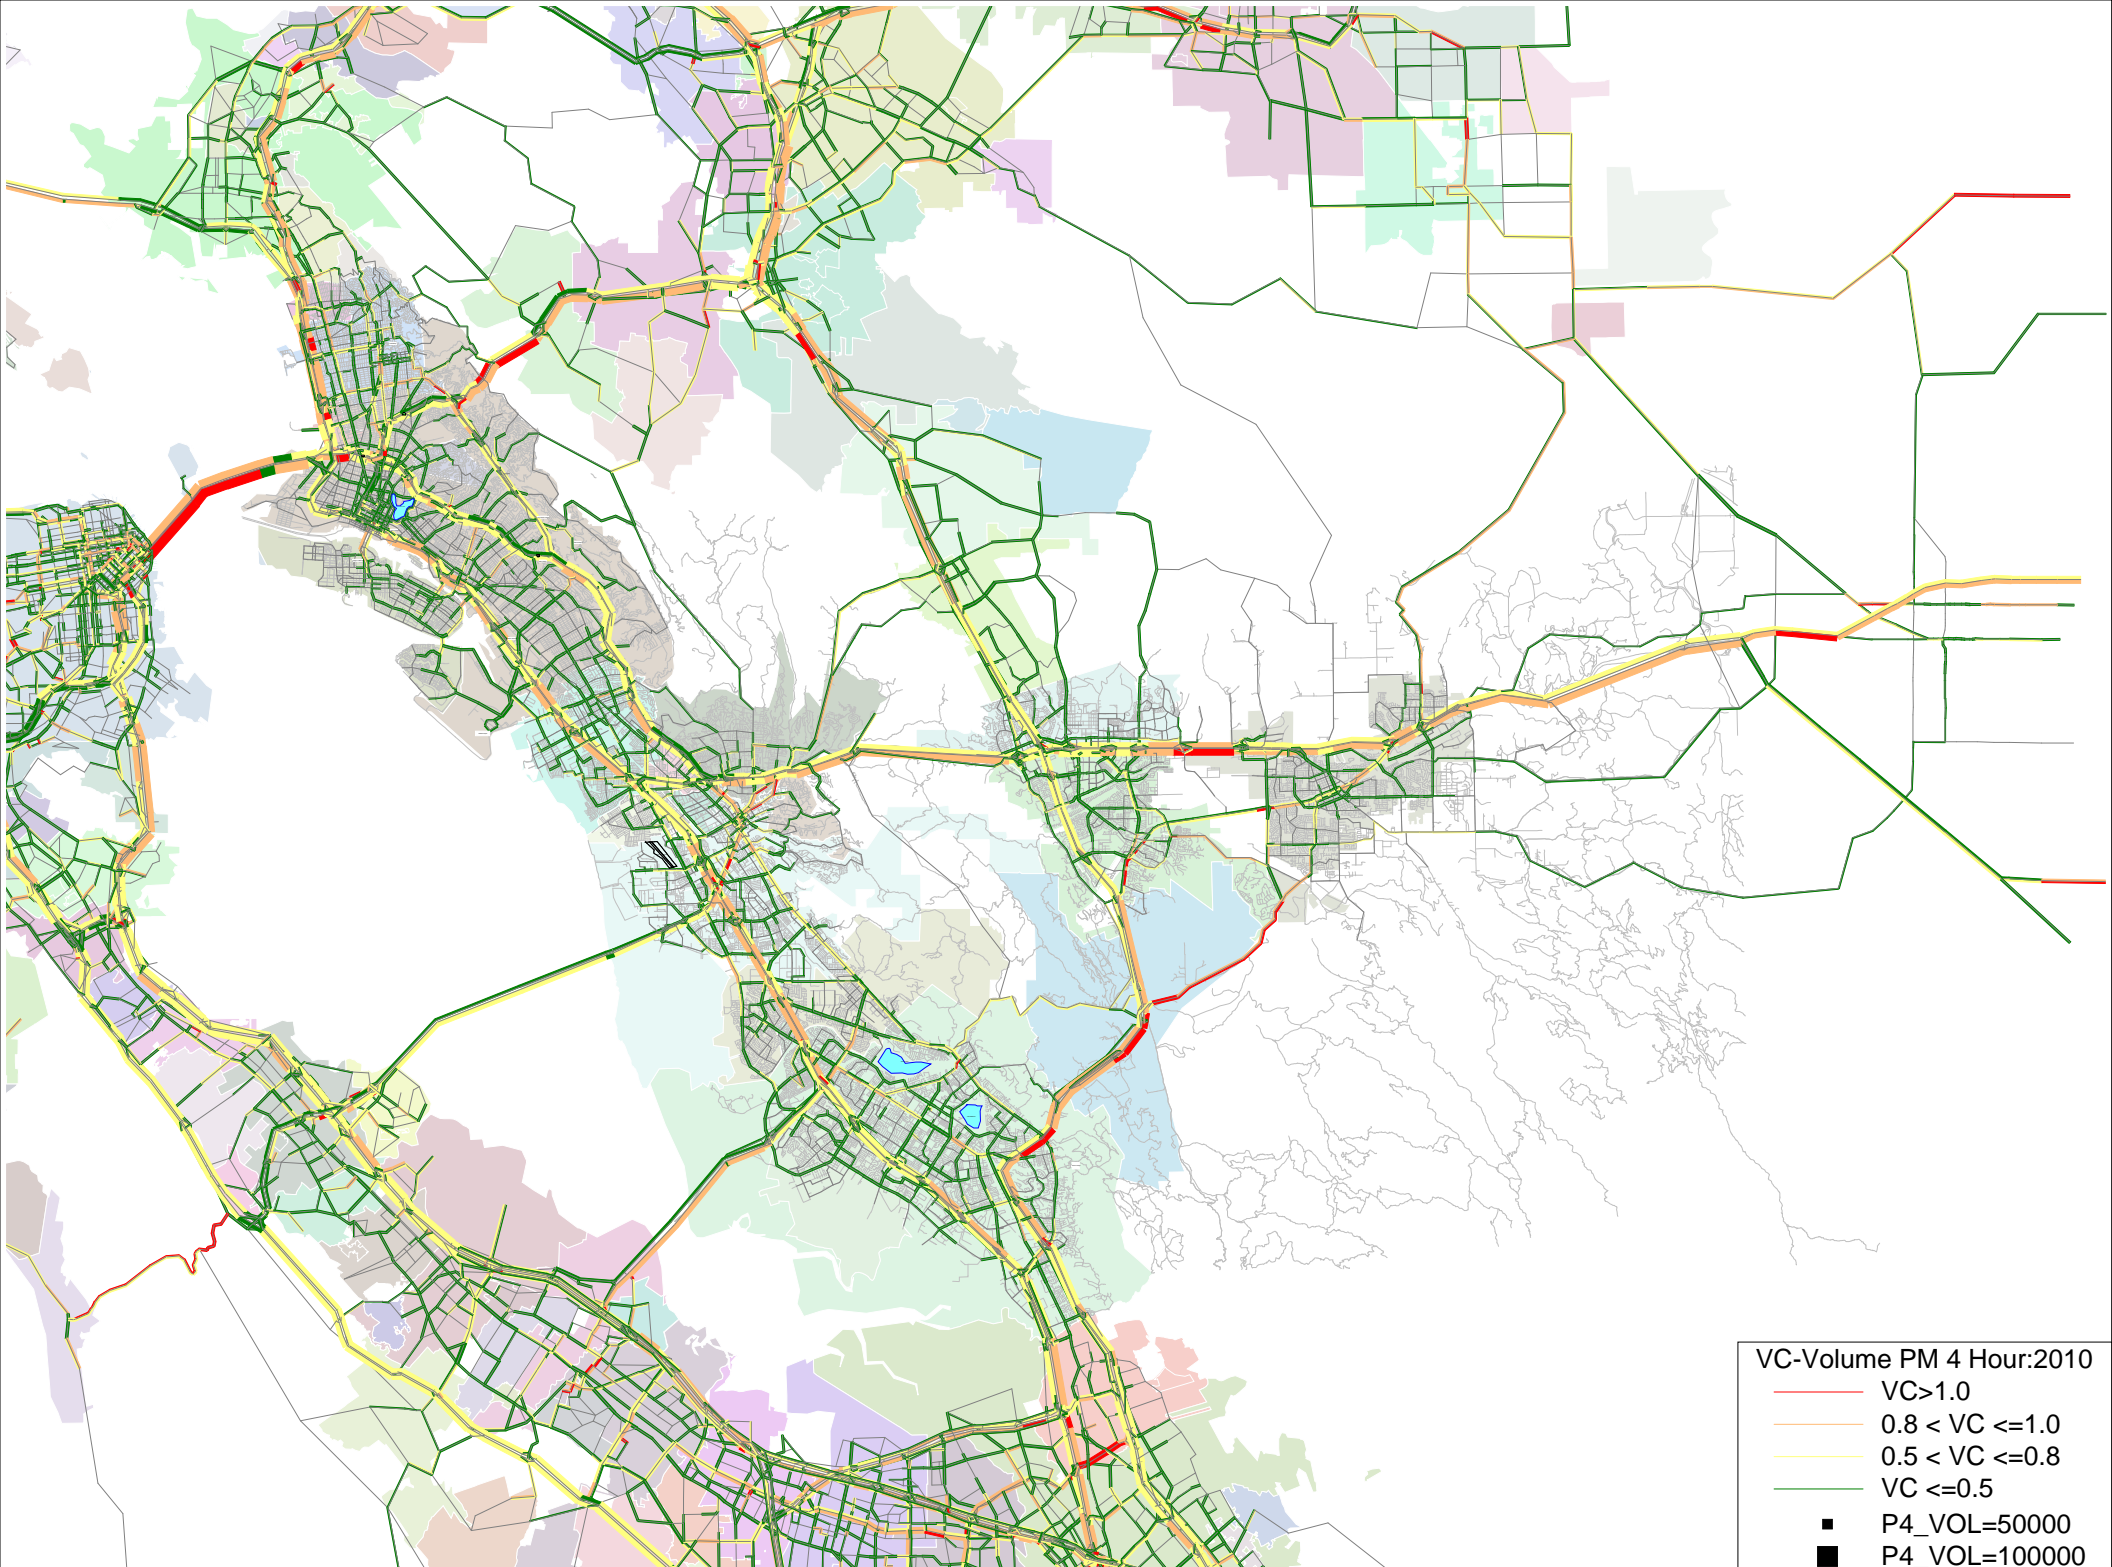 VC-Volume PM 4 Hour:2010
VC>1.0
0.8 < VC <=1.0
0.5 < VC <=0.8
VC <=0.5
P4_VOL=50000
P4_VOL=100000